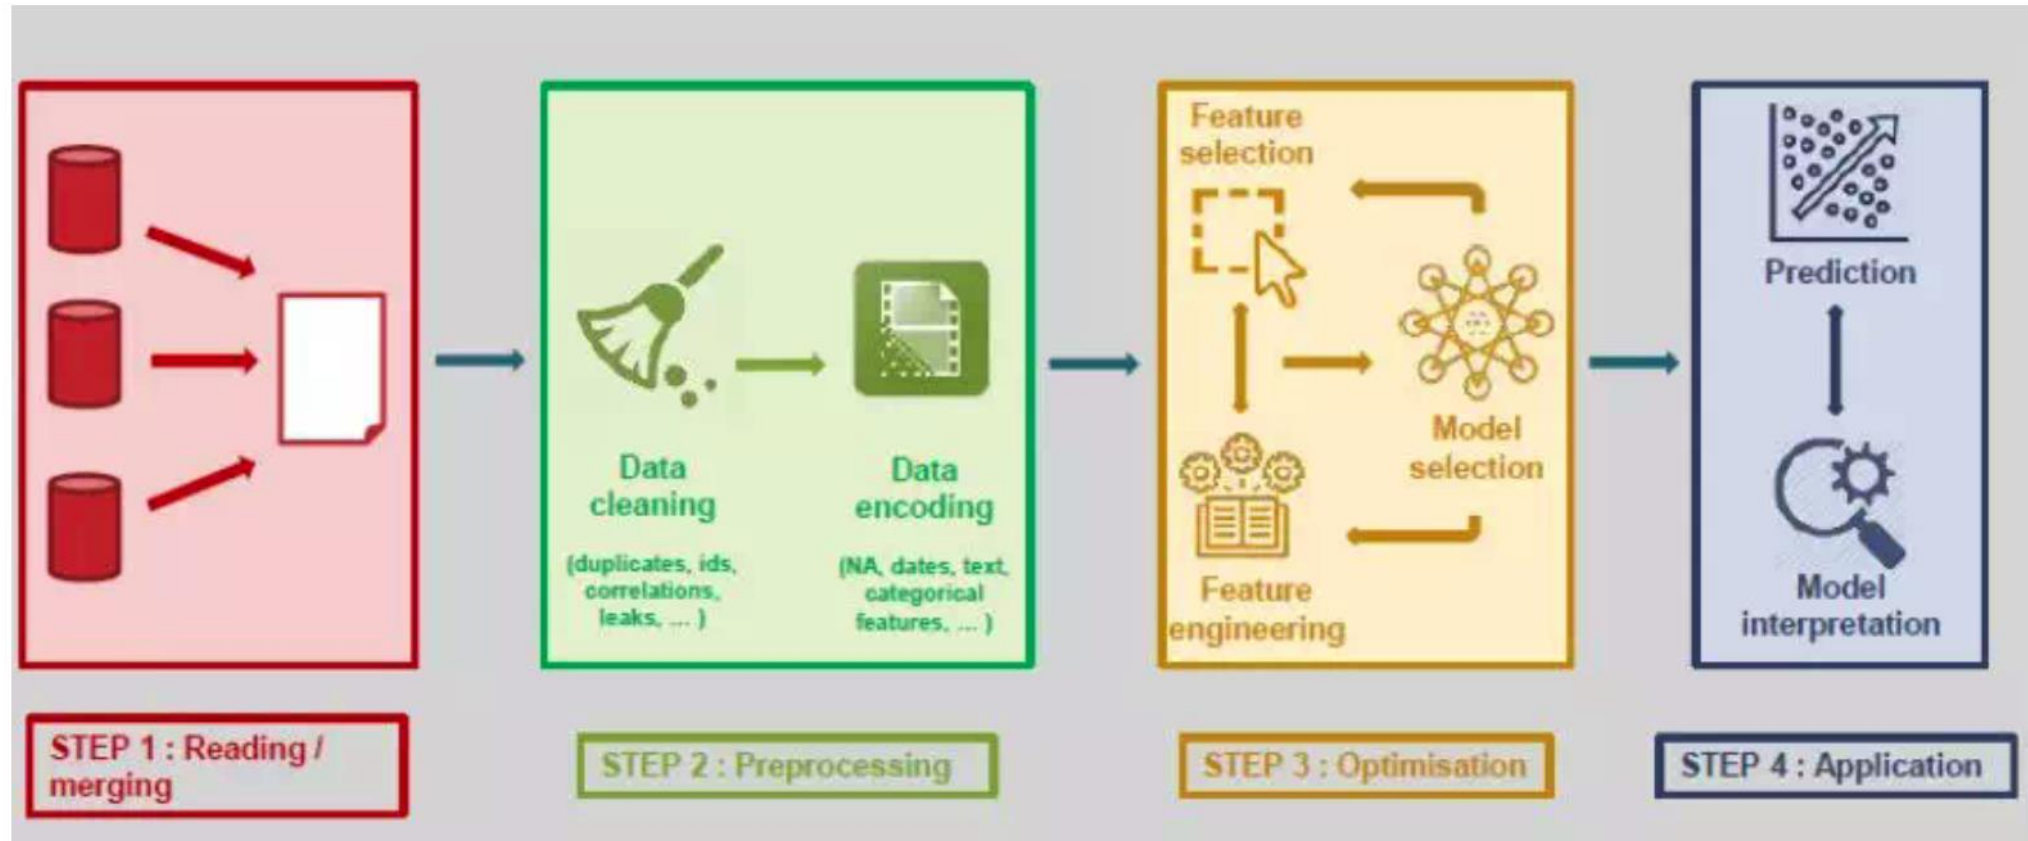 Data
cleaning
(duplicates, ids,
correlations,
leaks, ... )
Data
encoding
(NA, dates, text,
categorical
features, ... )
Feature
selection
Model
selection
Feature
engineering
Prediction
Model
interpretation
STEP 1 : Reading /
merging
STEP 2 : Preprocessing
STEP 3 : Optimisation
STEP 4 : Application